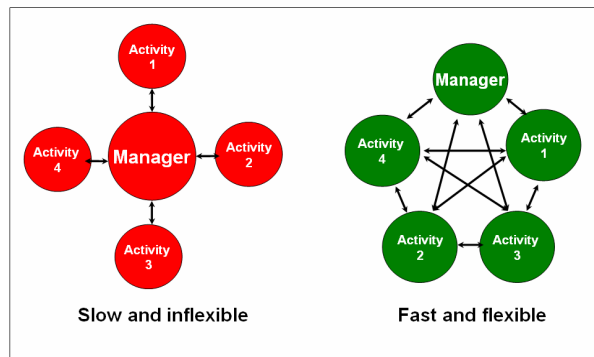 Activity
1
Manager
Activity
2
Activity
4
Activity
3
Slow and inflexible
Manager
Activity
1
Activity
4
Activity
2
Activity
3
Fast and flexible